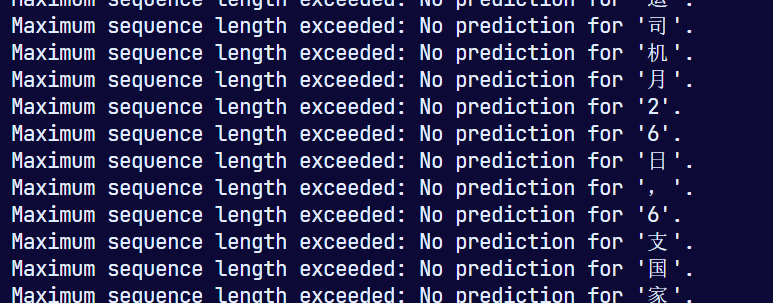 Maximum sequence length exceeded: No prediction for '运'.
Maximum sequence length exceeded: No prediction for '司'.
Maximum sequence length exceeded: No prediction for '机'.
Maximum sequence length exceeded: No prediction for '月'.
Maximum sequence length exceeded: No prediction for '2'.
Maximum sequence length exceeded: No prediction for '6'.
Maximum sequence length exceeded: No prediction for '日'.
Maximum sequence length exceeded: No prediction for '，'.
Maximum sequence length exceeded: No prediction for '6'.
Maximum sequence length exceeded: No prediction for '支'.
Maximum sequence length exceeded: No prediction for '国'.
Maximum sequence length exceeded: No prediction for '家'.